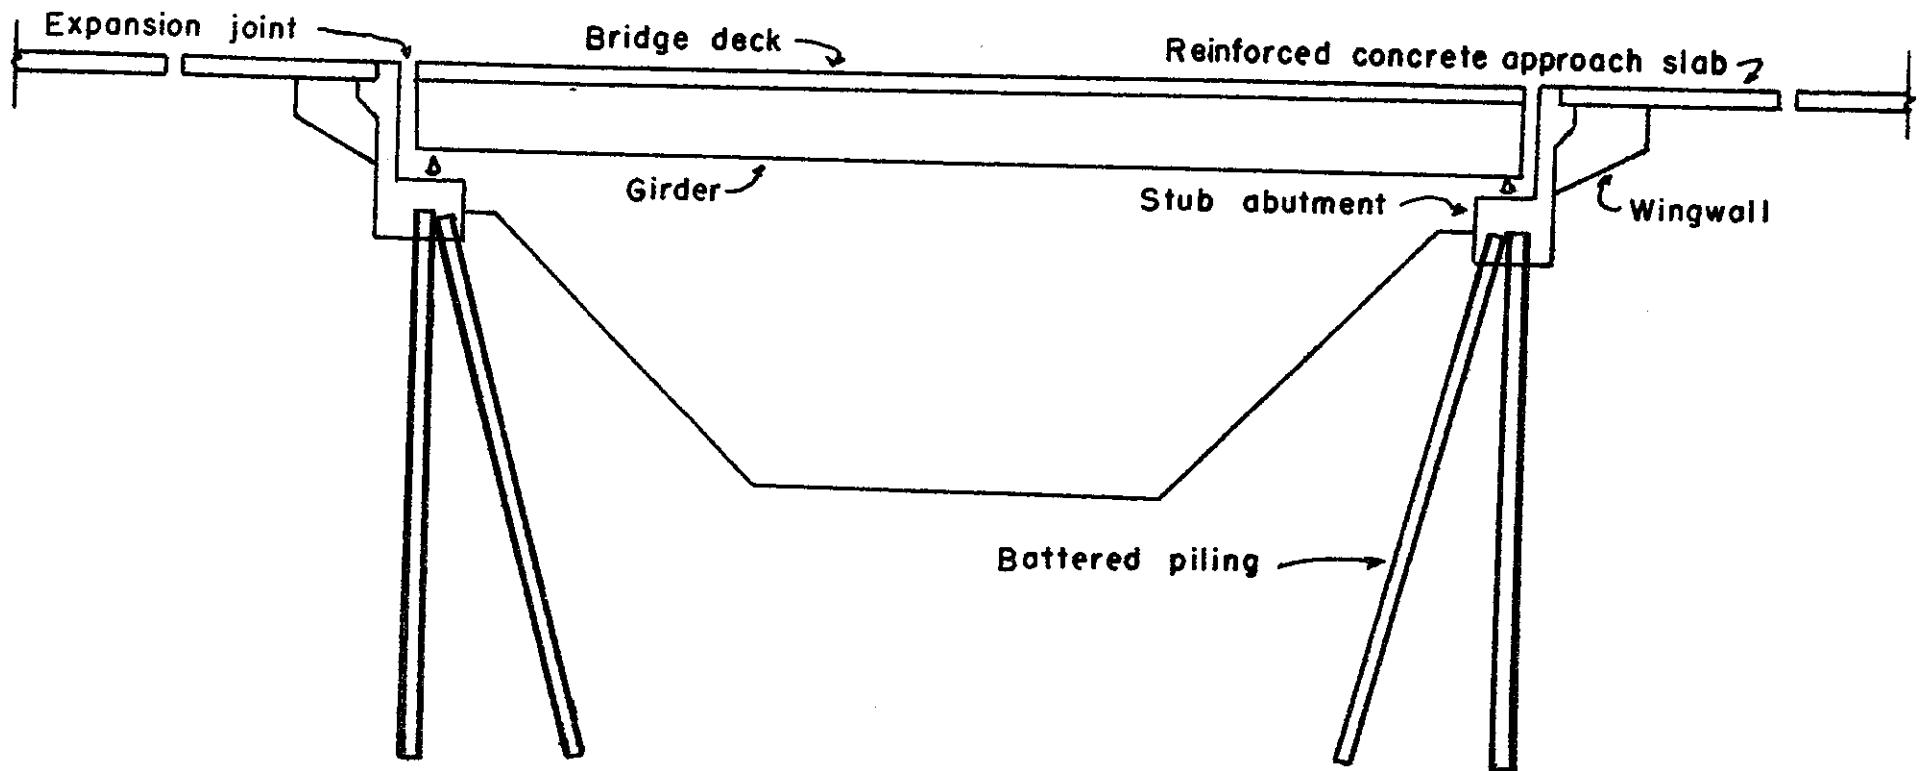 Expansion joint
Bridge deck
Reinforced concrete approach slab
Girder
Stub abutment
Wingwall
Battered piling